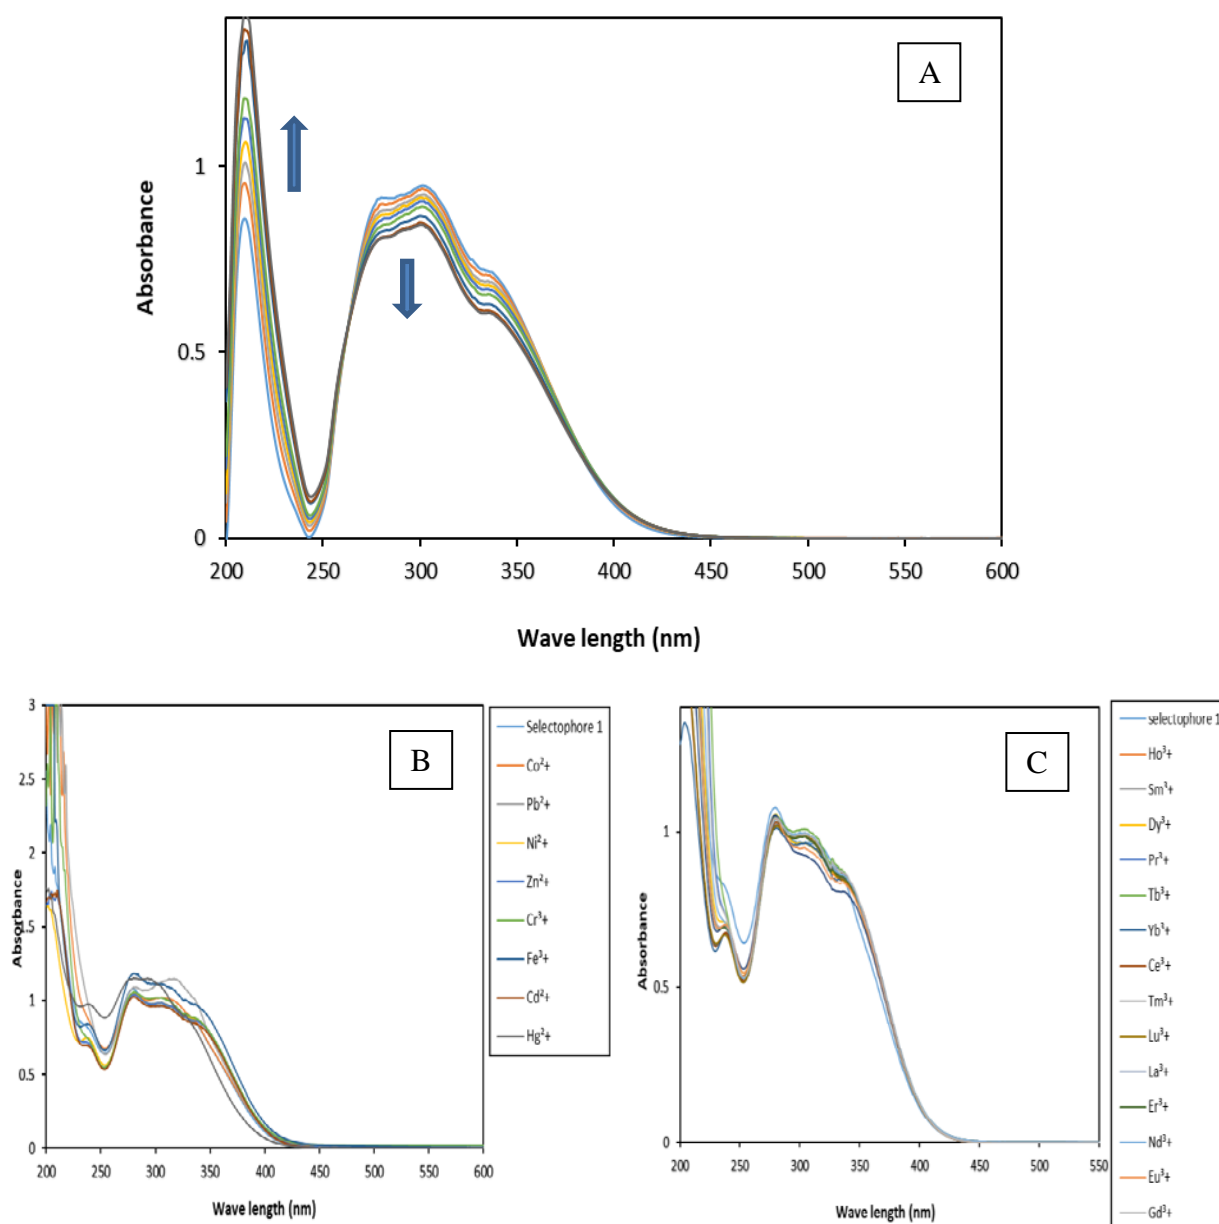 A
1
0.5
0
Absorbance
200 250 300 350 400 450 500 550 600
Wave length (nm)
B
3
2.5
2
1.5
1
0.5
0
Absorbance
200 250 300 350 400 450 500 550 600
Wave length (nm)
Selectophore 1
Co²+
Pb²+
Ni²+
Zn²+
Cr³+
Fe³+
Cd²+
Hg²+
C
1
0.5
0
Absorbance
200 250 300 350 400 450 500 550
Wave length (nm)
selectophore 1
Ho³+
Sm³+
Dy³+
Pr³+
Tb³+
Yb³+
Ce³+
Tm³+
Lu³+
La³+
Er³+
Nd³+
Eu³+
Gd³+